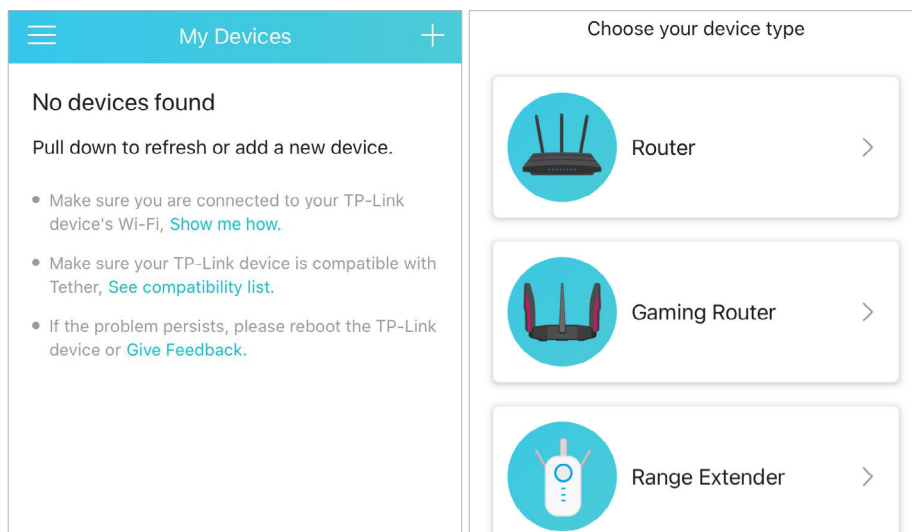 My Devices
No devices found
Pull down to refresh or add a new device.
Make sure you are connected to your TP-Link
device's Wi-Fi, Show me how.
Make sure your TP-Link device is compatible with
Tether, See compatibility list.
If the problem persists, please reboot the TP-Link
device or Give Feedback.
Choose your device type
Router
Gaming Router
Range Extender